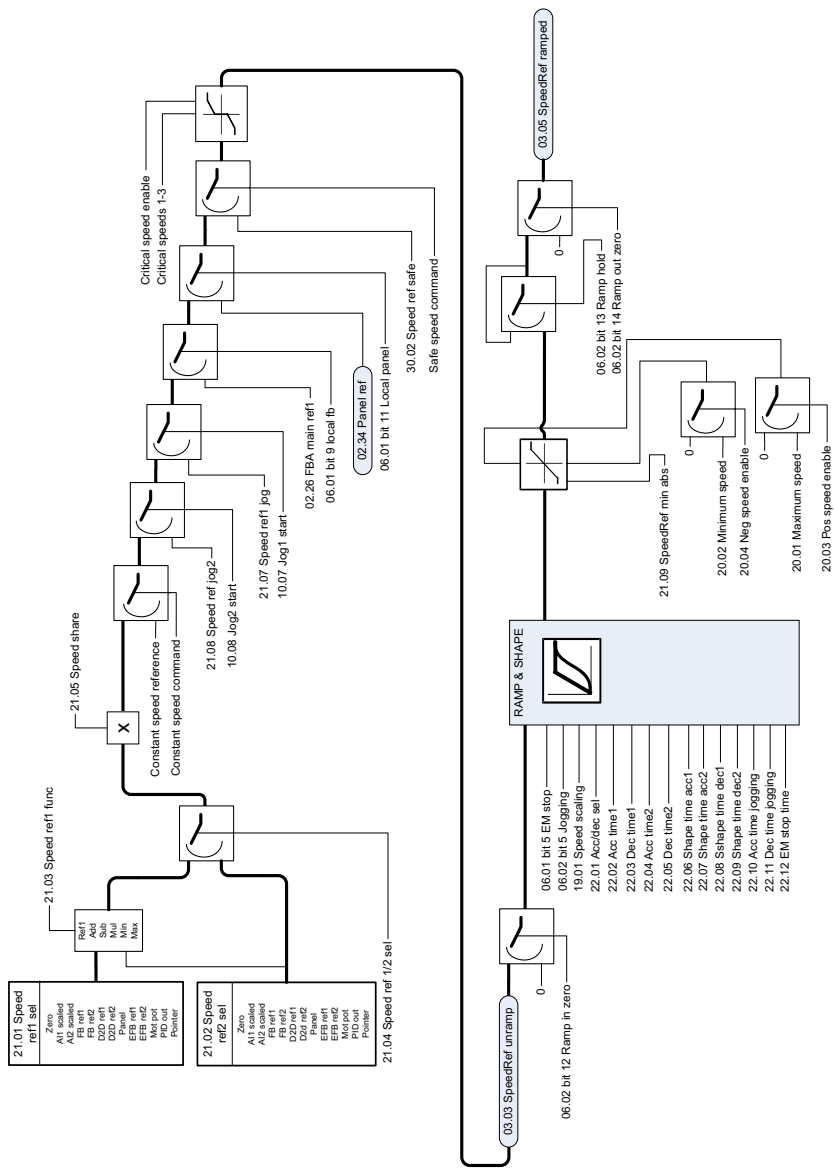 21.01 Speed
ref1 sel
Zero
AI1 scaled
AI2 scaled
FB ref1
FB ref2
D2D ref1
D2D ref2
Panel
EFB ref1
EFB ref2
Mot pot
PID out
Pointer
21.02 Speed
ref2 sel
Zero
AI1 scaled
AI2 scaled
FB ref1
FB ref2
D2D ref1
D2d ref2
Panel
EFB ref1
EFB ref2
Mot pot
PID out
Pointer
21.04 Speed ref 1/2 sel
21.03 Speed ref1 func
Ref1
Add
Sub
Mul
Min
Max
21.05 Speed share
X
Constant speed reference
Constant speed command
21.08 Speed ref jog2
10.08 Jog2 start
21.07 Speed ref1 jog
10.07 Jog1 start
02.26 FBA main ref1
06.01 bit 9 local fb
02.34 Panel ref
06.01 bit 11 Local panel
30.02 Speed ref safe
Safe speed command
Critical speed enable
Critical speeds 1-3
03.03 SpeedRef unramp
0
06.02 bit 12 Ramp in zero
06.01 bit 5 EM stop
06.02 bit 5 Jogging
19.01 Speed scaling
22.01 Acc/dec sel
22.02 Acc time1
22.03 Dec time1
22.04 Acc time2
22.05 Dec time2
22.06 Shape time acc1
22.07 Shape time acc2
22.08 Sshape time dec1
22.09 Shape time dec2
22.10 Acc time jogging
22.11 Dec time jogging
22.12 EM stop time
RAMP & SHAPE
21.09 SpeedRef min abs
0
20.02 Minimum speed
20.04 Neg speed enable
0
20.01 Maximum speed
20.03 Pos speed enable
06.02 bit 13 Ramp hold
06.02 bit 14 Ramp out zero
0
03.05 SpeedRef ramped